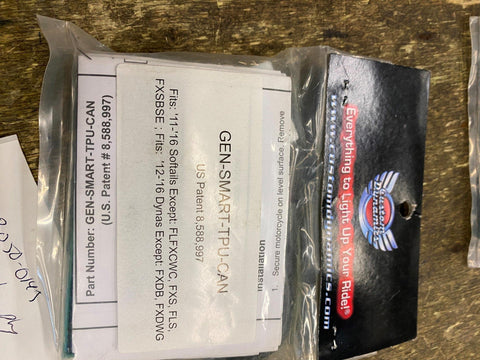 Part Number: GEN-SMART-TPU-CAN
(U.S. Patent # 8,588,997)
Fits: '11-'16 Softails Except: FLFXCWC, FXS, FLS,
FXSBSE ; Fits: '12-'16 Dynas Except: FXDB, FXDWG
US Patent 8,588,997
GEN-SMART-TPU-CAN
Installation
1. Secure motorcycle on level surface. Remove
Custom Dynamics
Everything to Light Up Your Ride!®
www.customdynamics.com